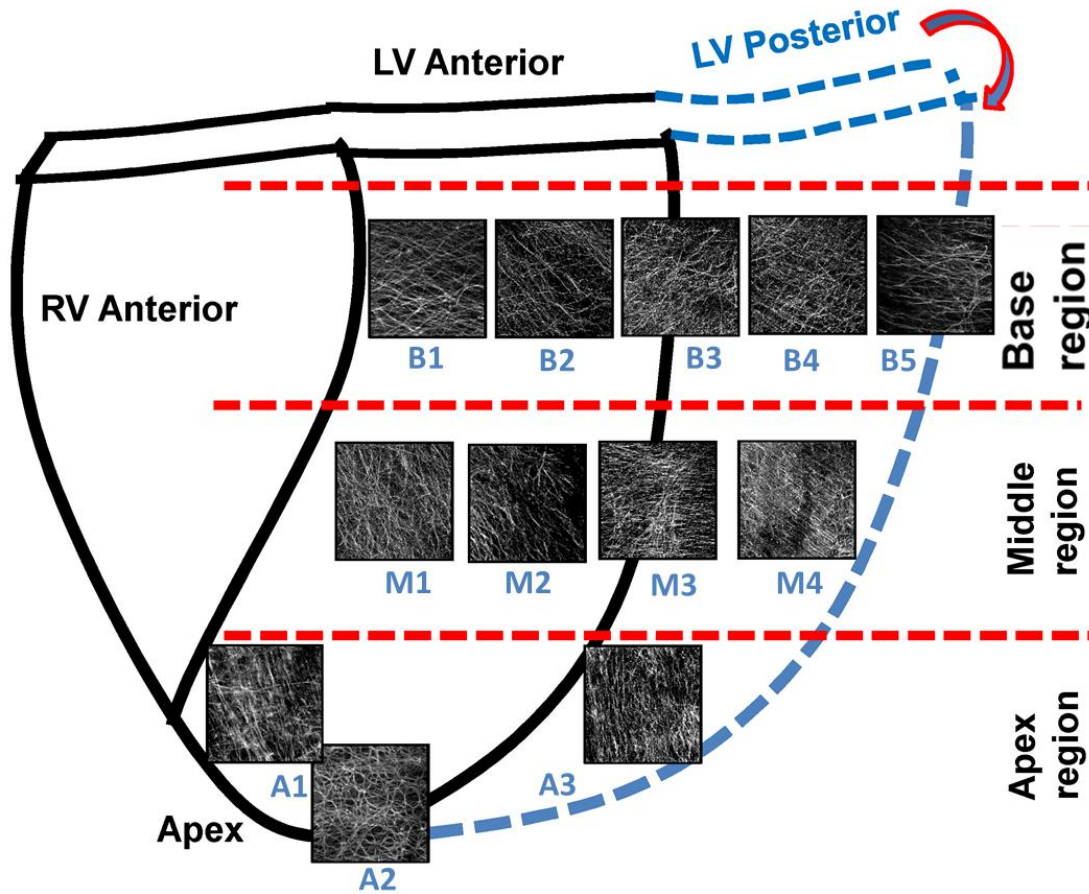 LV Anterior
LV Posterior
RV Anterior
B1
B2
B3
B4
B5
Base
region
M1
M2
M3
M4
Middle
region
A1
A3
Apex
A2
Apex
region